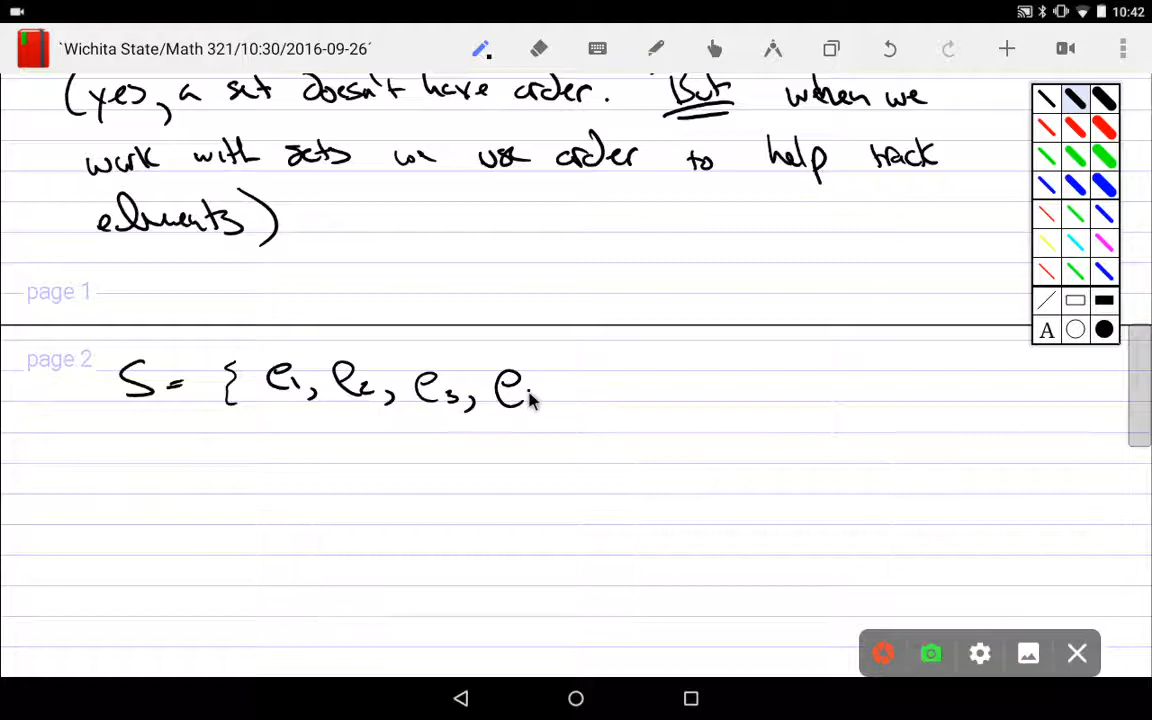 10:42
`Wichita State/Math 321/10:30/2016-09-26´
(yes, a set doesn't have order. But when we
work with sets we use order to help track
elements)
page 1
page 2
S = { e₁, e₂, e₃, e
A